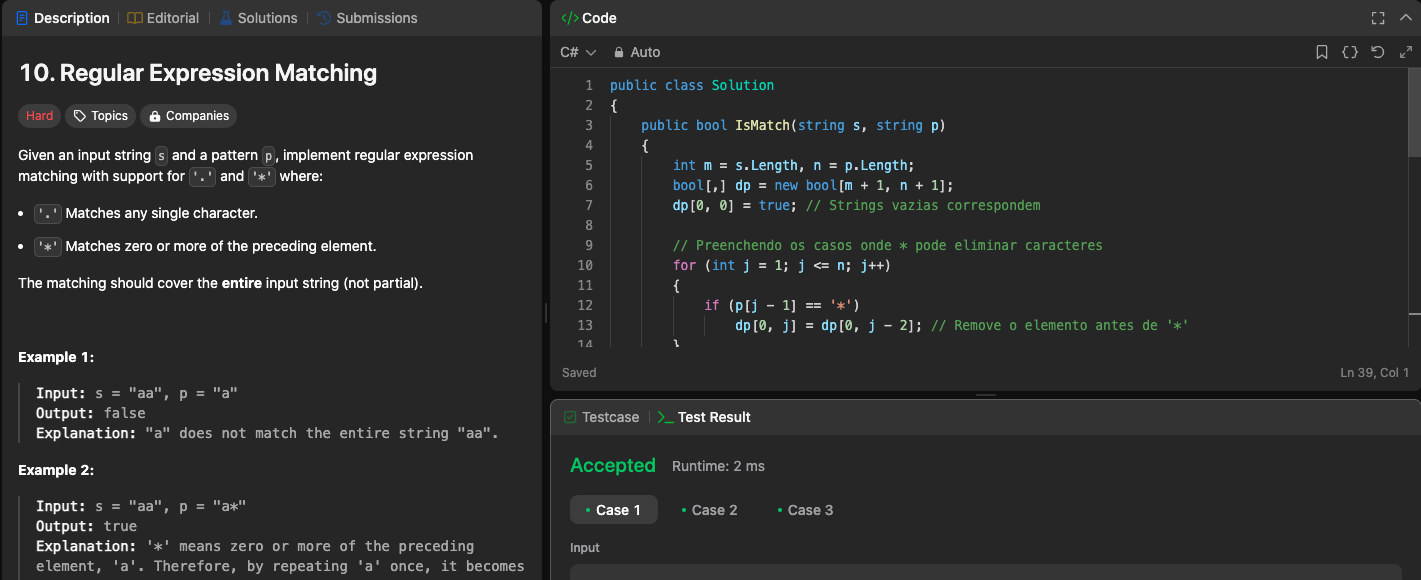 Description
Editorial
Solutions
Submissions
10. Regular Expression Matching
Hard
Topics
Companies
Given an input string s and a pattern p, implement regular expression
matching with support for '.' and '*' where:
• '.' Matches any single character.
• '*' Matches zero or more of the preceding element.
The matching should cover the entire input string (not partial).
Example 1:
Input: s = "aa", p = "a"
Output: false
Explanation: "a" does not match the entire string "aa".
Example 2:
Input: s = "aa", p = "a*"
Output: true
Explanation: '*' means zero or more of the preceding
element, 'a'. Therefore, by repeating 'a' once, it becomes
</> Code
C#
Auto
1 public class Solution
2 {
3 public bool IsMatch(string s, string p)
4 {
5 int m = s.Length, n = p.Length;
6 bool[,] dp = new bool[m + 1, n + 1];
7 dp[0, 0] = true; // Strings vazias correspondem
8
9 // Preenchendo os casos onde * pode eliminar caracteres
10 for (int j = 1; j <= n; j++)
11 {
12 if (p[j - 1] == '*')
13 dp[0, j] = dp[0, j - 2]; // Remove o elemento antes de '*'
14 }
Saved
Ln 39, Col 1
Testcase
>_ Test Result
Accepted
Runtime: 2 ms
• Case 1
• Case 2
• Case 3
Input